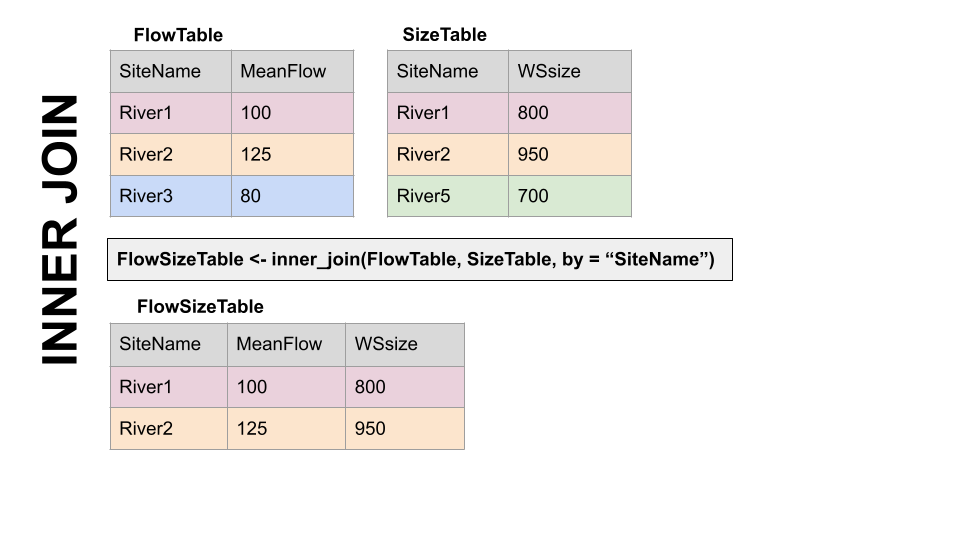 INNER JOIN
FlowTable
SiteName MeanFlow
River1 100
River2 125
River3 80
SizeTable
SiteName WSsize
River1 800
River2 950
River5 700
FlowSizeTable <- inner_join(FlowTable, SizeTable, by = “SiteName”)
FlowSizeTable
SiteName MeanFlow WSsize
River1 100 800
River2 125 950